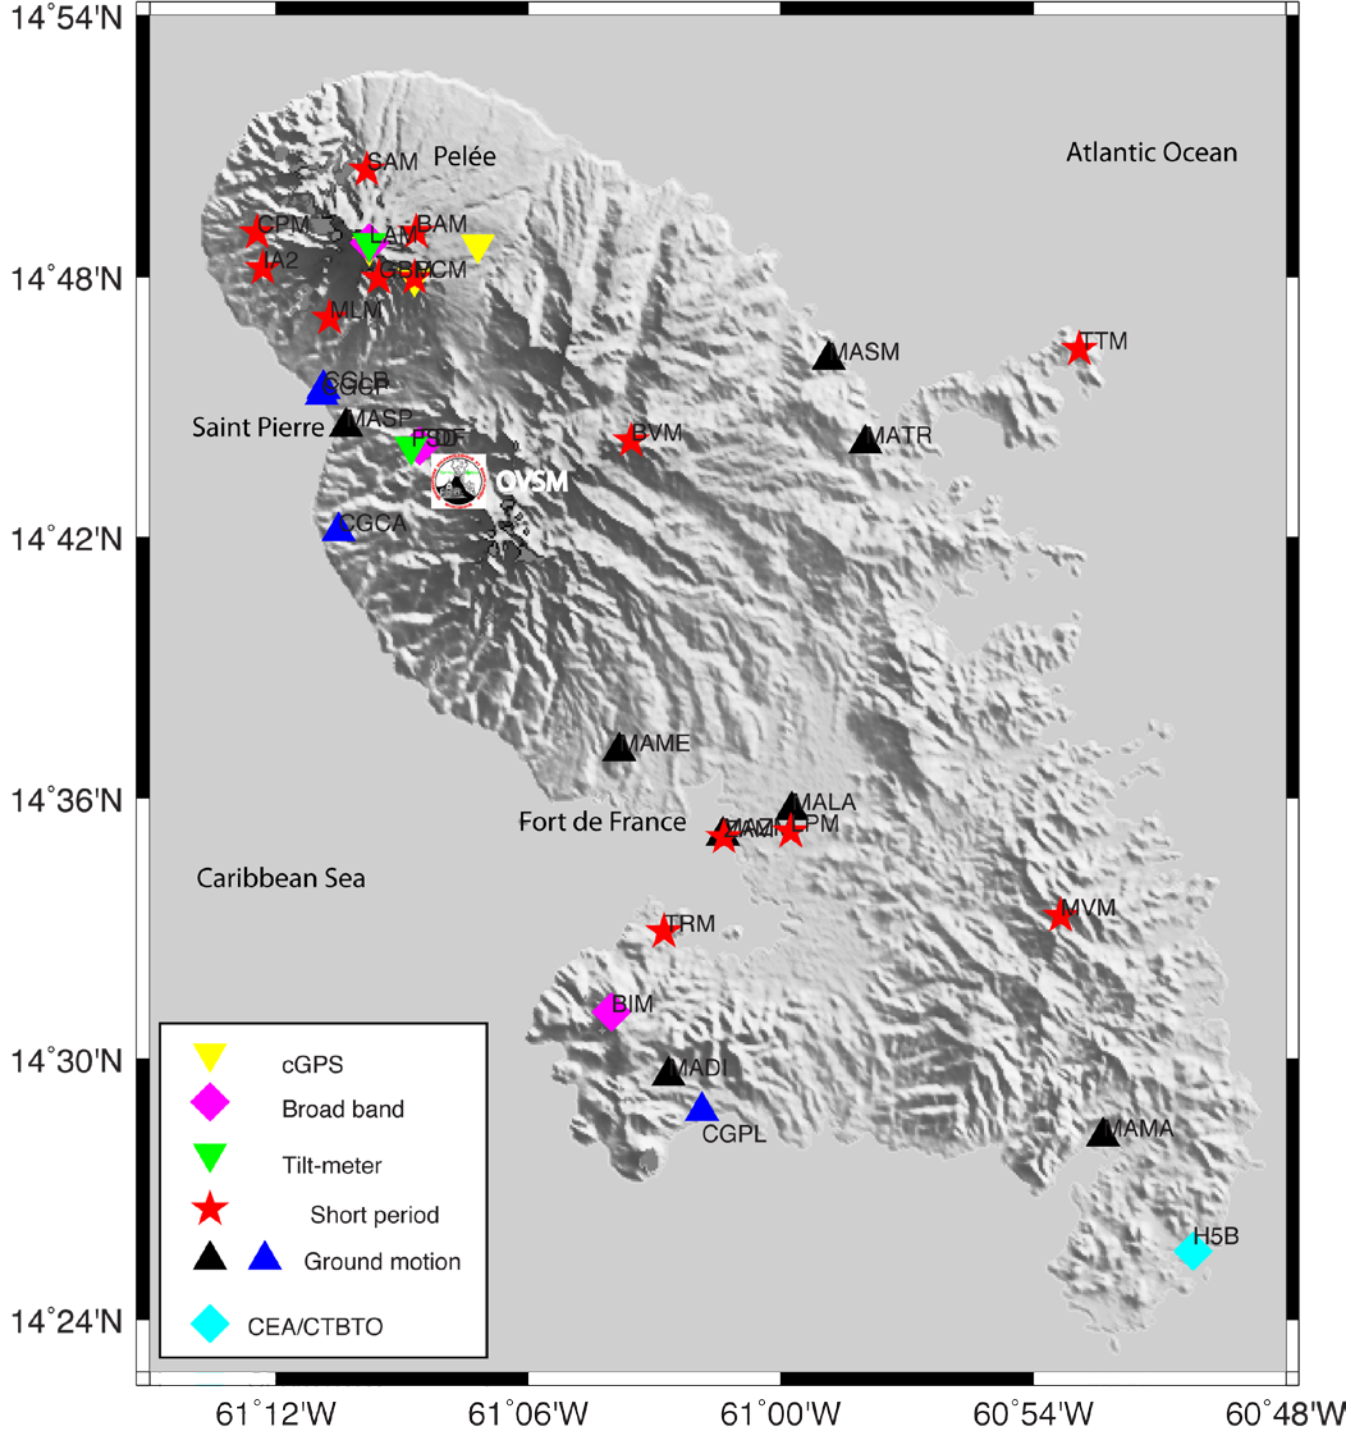 14°54'N
Atlantic Ocean
SAM
Pelée
CPM
BAM
LAM
IA2
14°48'N
MLM
TTM
MASM
CGLR
Saint Pierre
MASP
BVM
MATR
OVSM
CGCA
14°42'N
MAME
14°36'N
MALA
Fort de France
LPM
Caribbean Sea
MVM
TRM
BIM
14°30'N
MADI
CGPL
MAMA
H5B
cGPS
Broad band
Tilt-meter
Short period
Ground motion
CEA/CTBTO
14°24'N
61°12'W
61°06'W
61°00'W
60°54'W
60°48'W